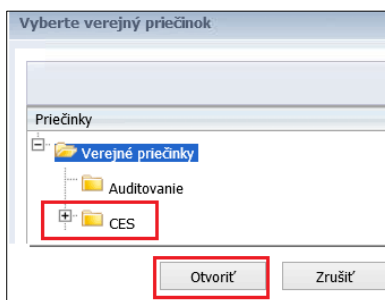 Vyberte verejný priečinok
Priečinky
Verejné priečinky
Auditovanie
CES
Otvoriť Zrušiť